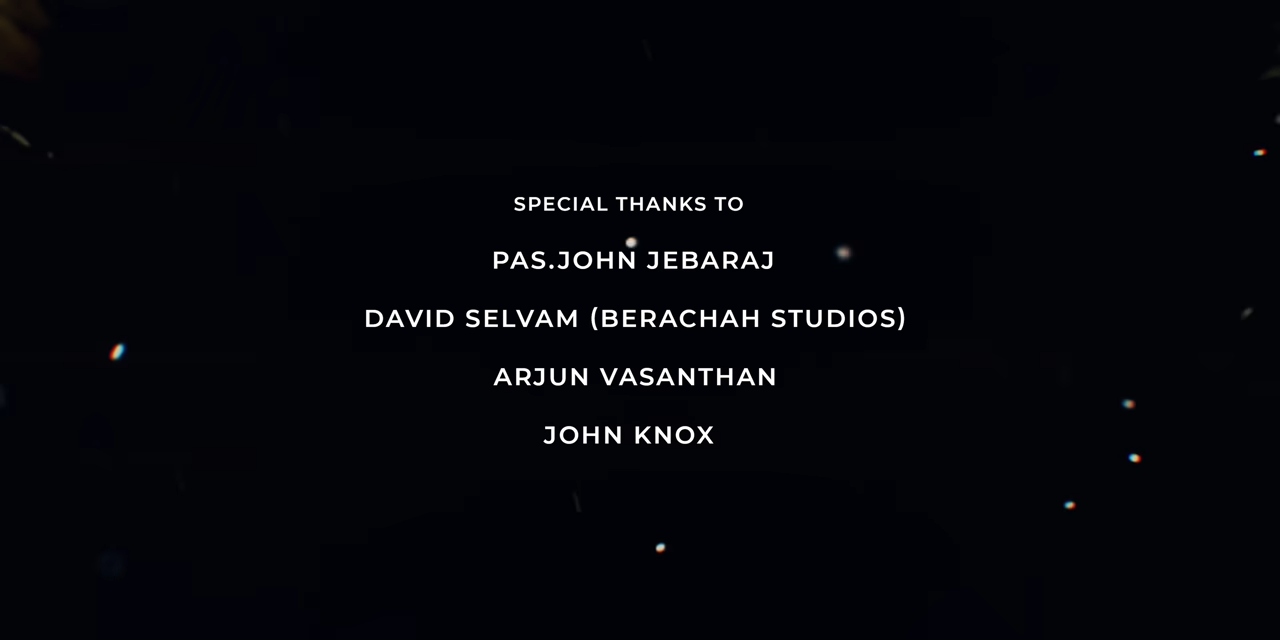 SPECIAL THANKS TO
PAS.JOHN JEBARAJ
DAVID SELVAM (BERACHAH STUDIOS)
ARJUN VASANTHAN
JOHN KNOX